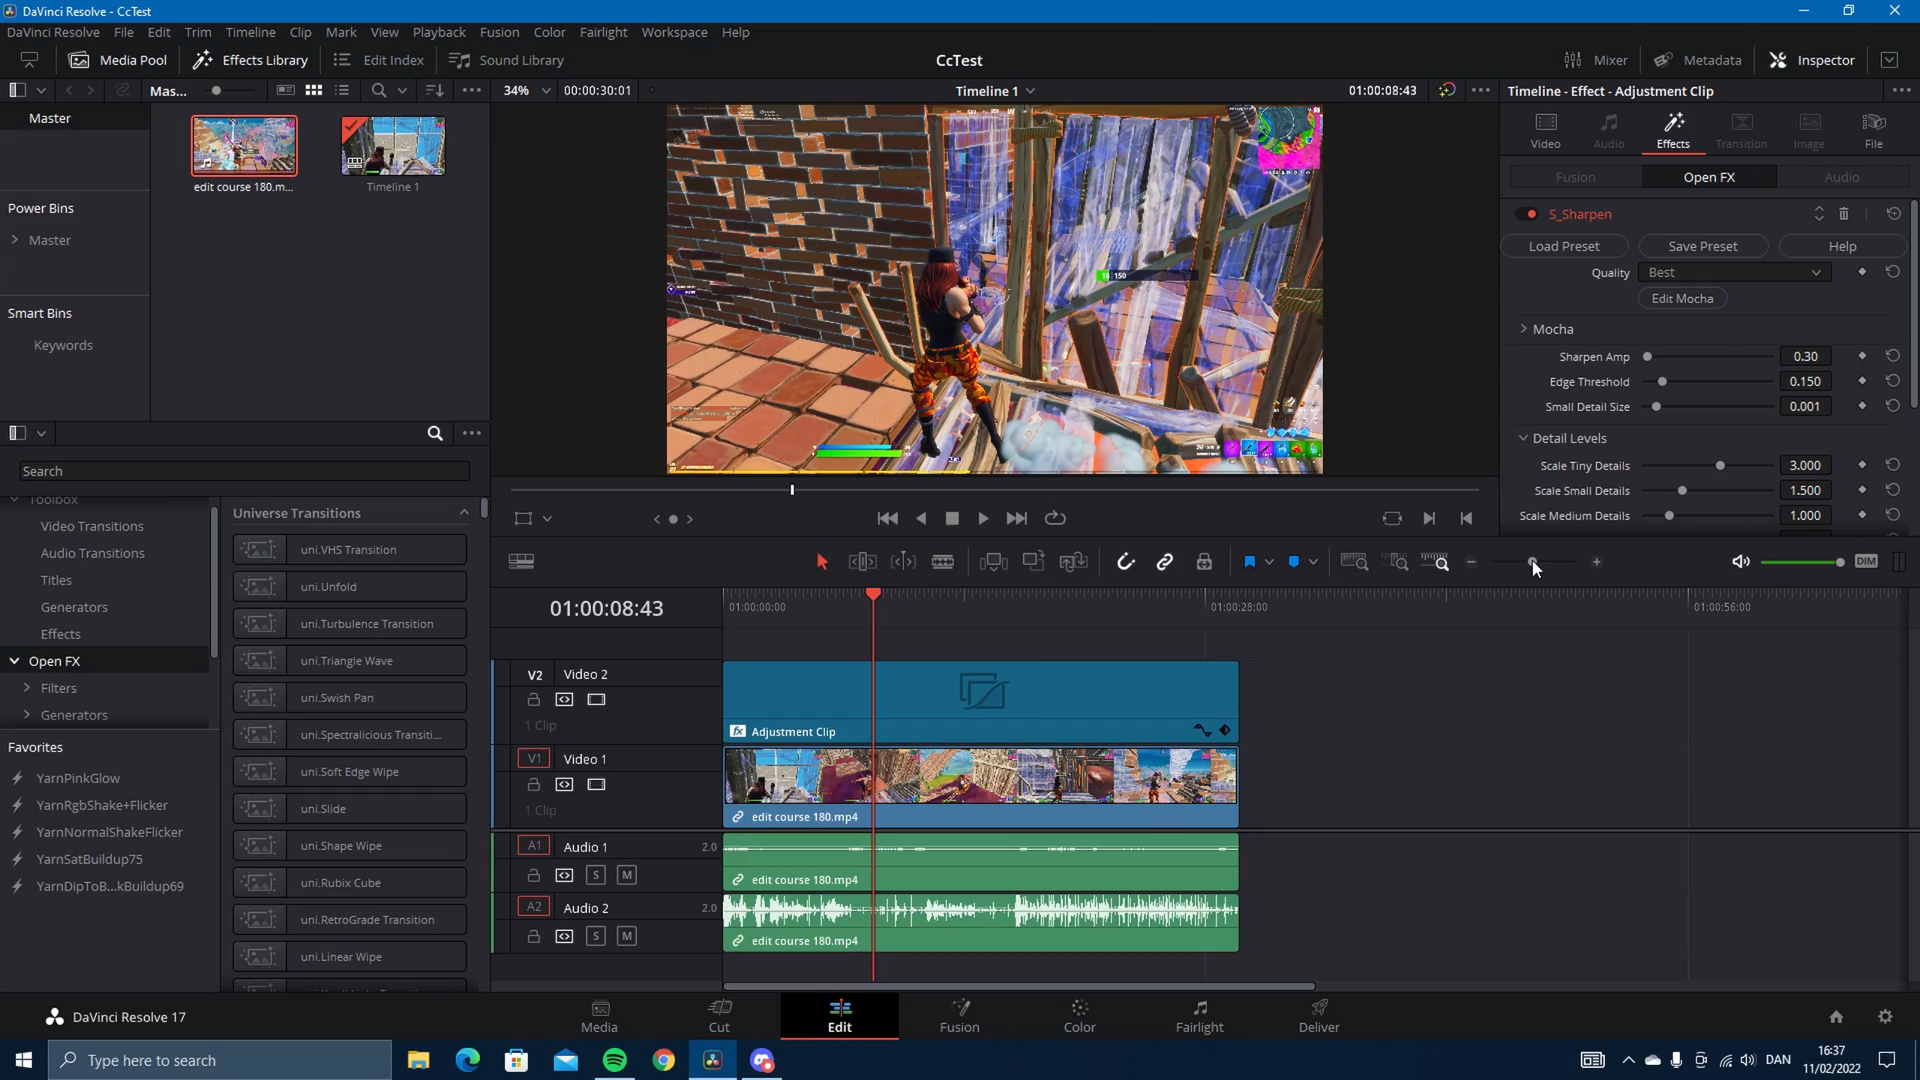 DaVinci Resolve - CcTest
DaVinci Resolve File Edit Trim Timeline Clip Mark View Playback Fusion Color Fairlight Workspace Help
Media Pool Effects Library Edit Index Sound Library CcTest Mixer Metadata Inspector
Mas... 34% 00:00:30:01 Timeline 1 01:00:08:43 Timeline - Effect - Adjustment Clip
Master
edit course 180.m... Timeline 1
Power Bins
Master
Smart Bins
Keywords
150
Video Audio Effects Transition Image File
Fusion Open FX Audio
S_Sharpen
Load Preset Save Preset Help
Quality Best
Edit Mocha
Mocha
Sharpen Amp 0.30
Edge Threshold 0.150
Small Detail Size 0.001
Detail Levels
Scale Tiny Details 3.000
Scale Small Details 1.500
Scale Medium Details 1.000
Search
Toolbox
Video Transitions
Audio Transitions
Titles
Generators
Effects
Open FX
Filters
Generators
Favorites
YarnPinkGlow
YarnRgbShake+Flicker
YarnNormalShakeFlicker
YarnSatBuildup75
YarnDipToB...kBuildup69
Universe Transitions
uni.VHS Transition
uni.Unfold
uni.Turbulence Transition
uni.Triangle Wave
uni.Swish Pan
uni.Spectralicious Transiti...
uni.Soft Edge Wipe
uni.Slide
uni.Shape Wipe
uni.Rubix Cube
uni.RetroGrade Transition
uni.Linear Wipe
DIM
01:00:08:43 01:00:00:00 01:00:28:00 01:00:56:00
V2 Video 2
1 Clip
fx Adjustment Clip
V1 Video 1
1 Clip
edit course 180.mp4
A1 Audio 1 2.0
S M
edit course 180.mp4
A2 Audio 2 2.0
S M
edit course 180.mp4
DaVinci Resolve 17
Media Cut Edit Fusion Color Fairlight Deliver
Type here to search
DAN
16:37
11/02/2022